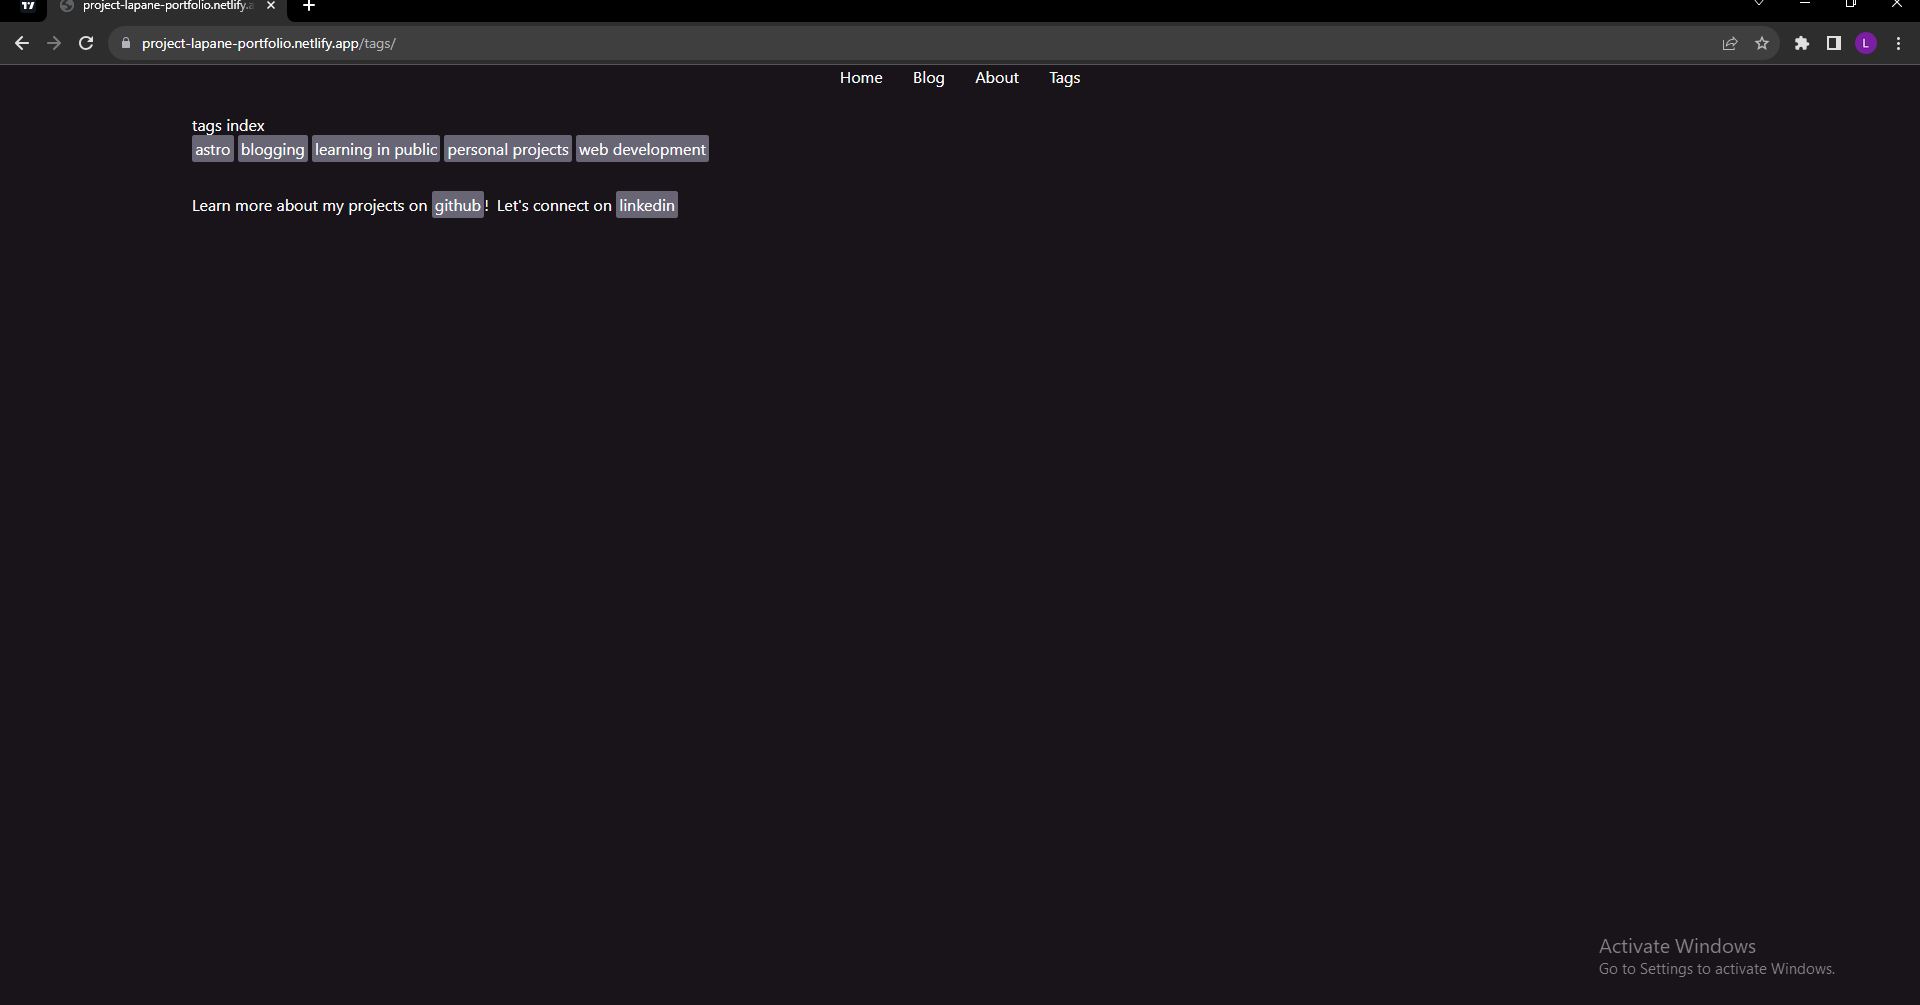 project-lapane-portfolio.netlify.a
project-lapane-portfolio.netlify.app/tags/
L
Home Blog About Tags
tags index
astro blogging learning in public personal projects web development
Learn more about my projects on github! Let's connect on linkedin
Activate Windows
Go to Settings to activate Windows.